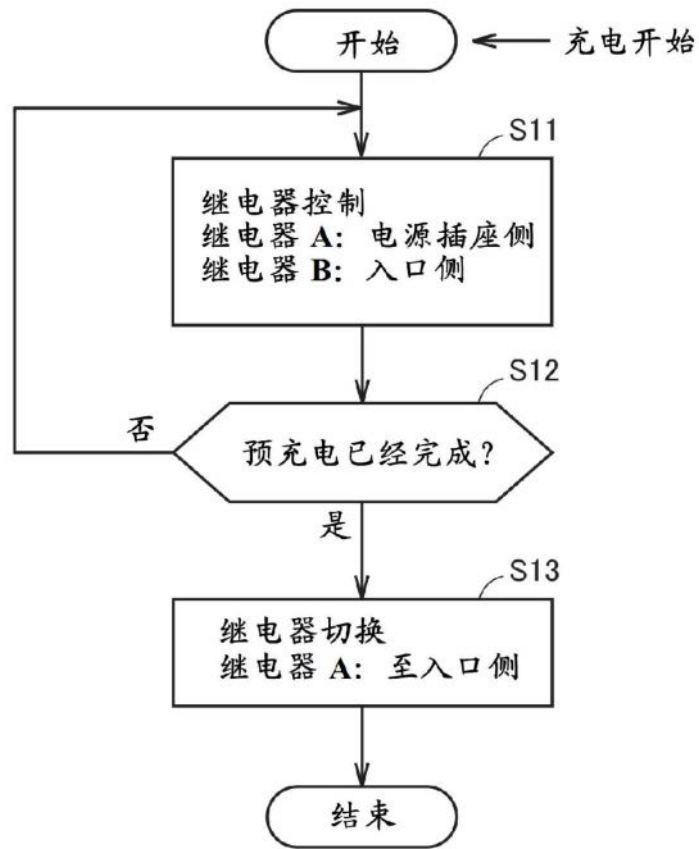 开始
充电开始
S11
继电器控制
继电器 A: 电源插座侧
继电器 B: 入口侧
S12
否
预充电已经完成?
是
S13
继电器切换
继电器 A: 至入口侧
结束